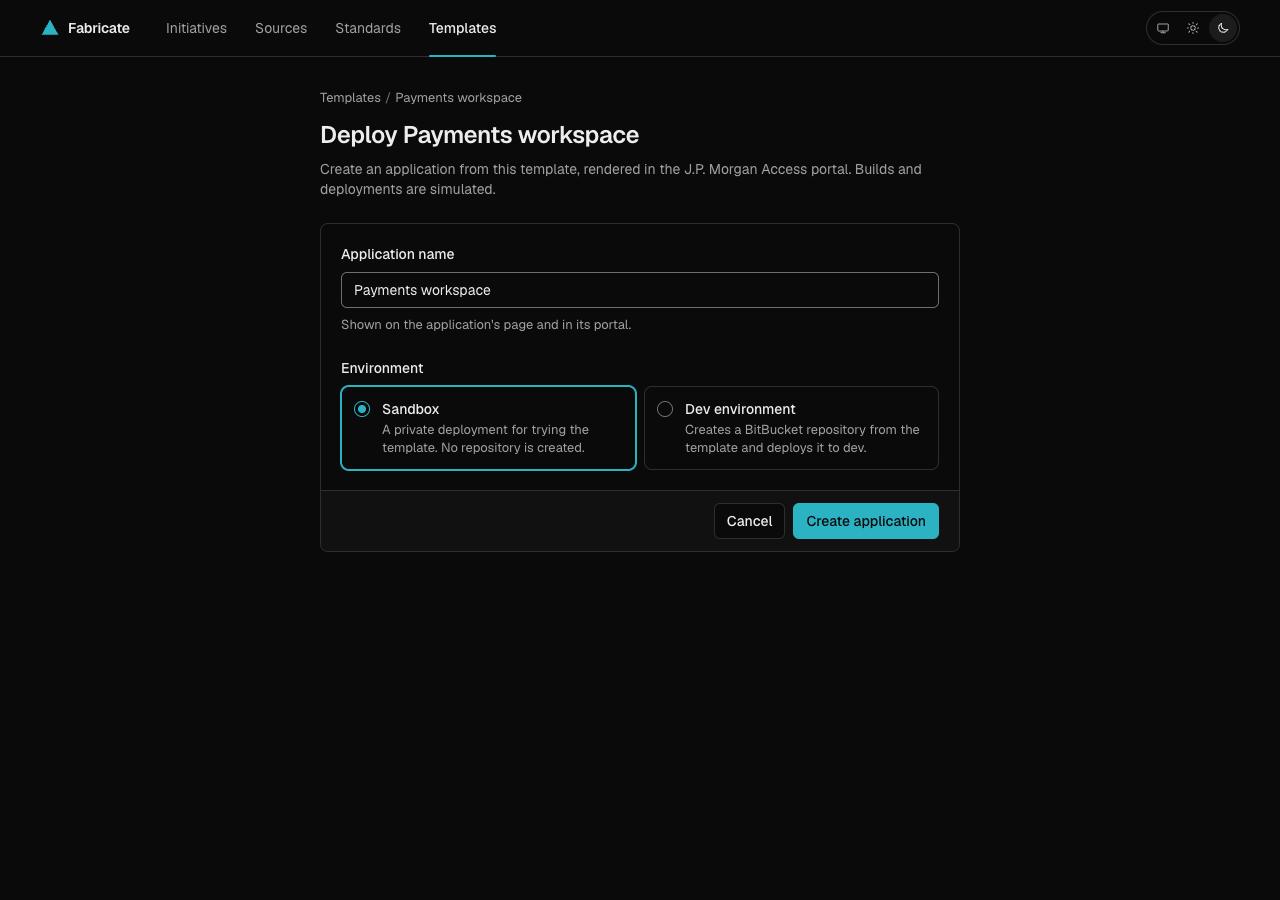 Fabricate
Initiatives
Sources
Standards
Templates
Templates / Payments workspace
Deploy Payments workspace
Create an application from this template, rendered in the J.P. Morgan Access portal. Builds and
deployments are simulated.
Application name
Payments workspace
Shown on the application's page and in its portal.
Environment
Sandbox
A private deployment for trying the
template. No repository is created.
Dev environment
Creates a BitBucket repository from the
template and deploys it to dev.
Cancel
Create application